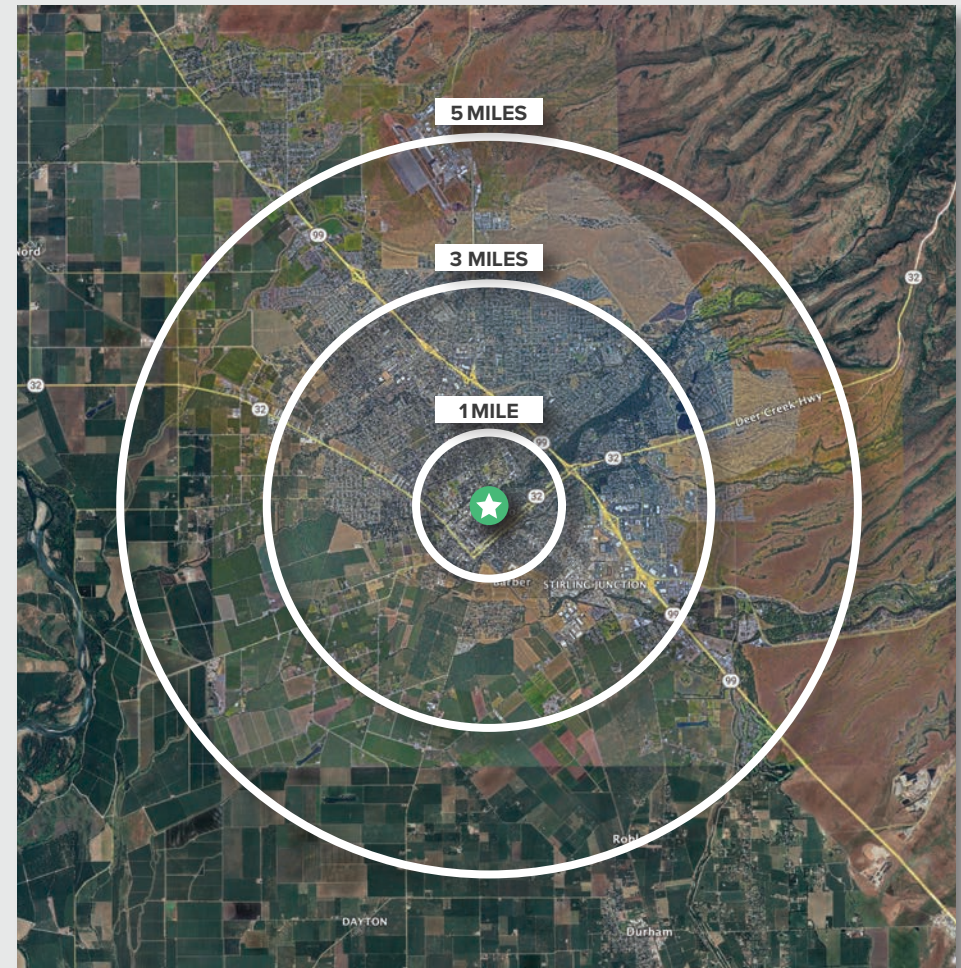 5 MILES
99
Nord
3 MILES
32
32
32
1 MILE
Deer Creek Hwy
99
32
32
Barber
STIRLING JUNCTION
99
99
DAYTON
Durham